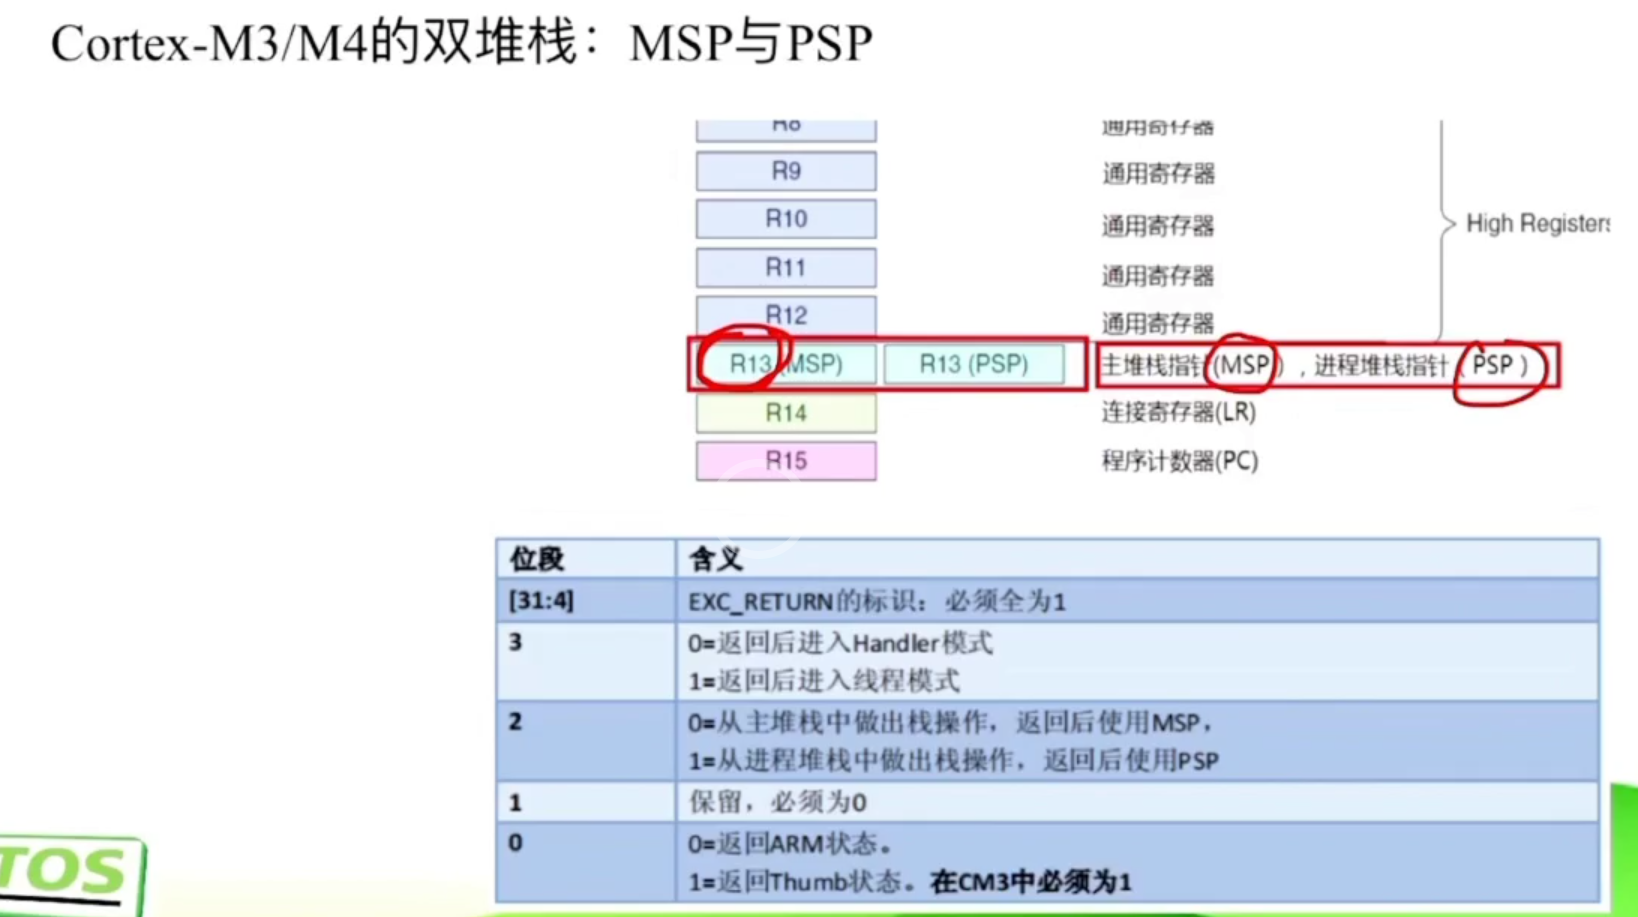 Cortex-M3/M4的双堆栈：MSP与PSP
R8 通用寄存器
R9 通用寄存器
R10 通用寄存器
R11 通用寄存器
High Registers
R12 通用寄存器
R13 (MSP) R13 (PSP) 主堆栈指针(MSP)，进程堆栈指针（PSP）
R14 连接寄存器(LR)
R15 程序计数器(PC)
位段 含义
[31:4] EXC_RETURN的标识：必须全为1
3 0=返回后进入Handler模式
1=返回后进入线程模式
2 0=从主堆栈中做出栈操作，返回后使用MSP，
1=从进程堆栈中做出栈操作，返回后使用PSP
1 保留，必须为0
0 0=返回ARM状态。
1=返回Thumb状态。在CM3中必须为1
TOS